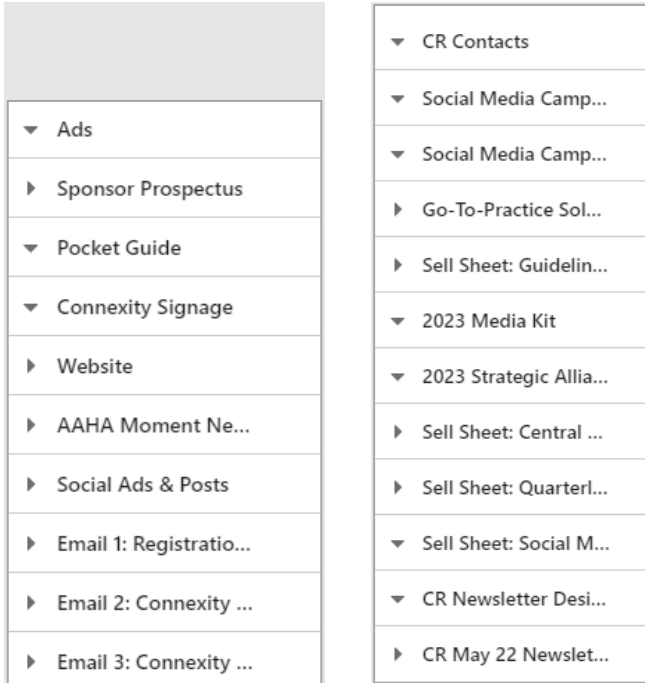 Ads
Sponsor Prospectus
Pocket Guide
Connexity Signage
Website
AAHA Moment Ne...
Social Ads & Posts
Email 1: Registratio...
Email 2: Connexity ...
Email 3: Connexity ...
CR Contacts
Social Media Camp...
Social Media Camp...
Go-To-Practice Sol...
Sell Sheet: Guidelin...
2023 Media Kit
2023 Strategic Allia...
Sell Sheet: Central ...
Sell Sheet: Quarterl...
Sell Sheet: Social M...
CR Newsletter Desi...
CR May 22 Newslet...